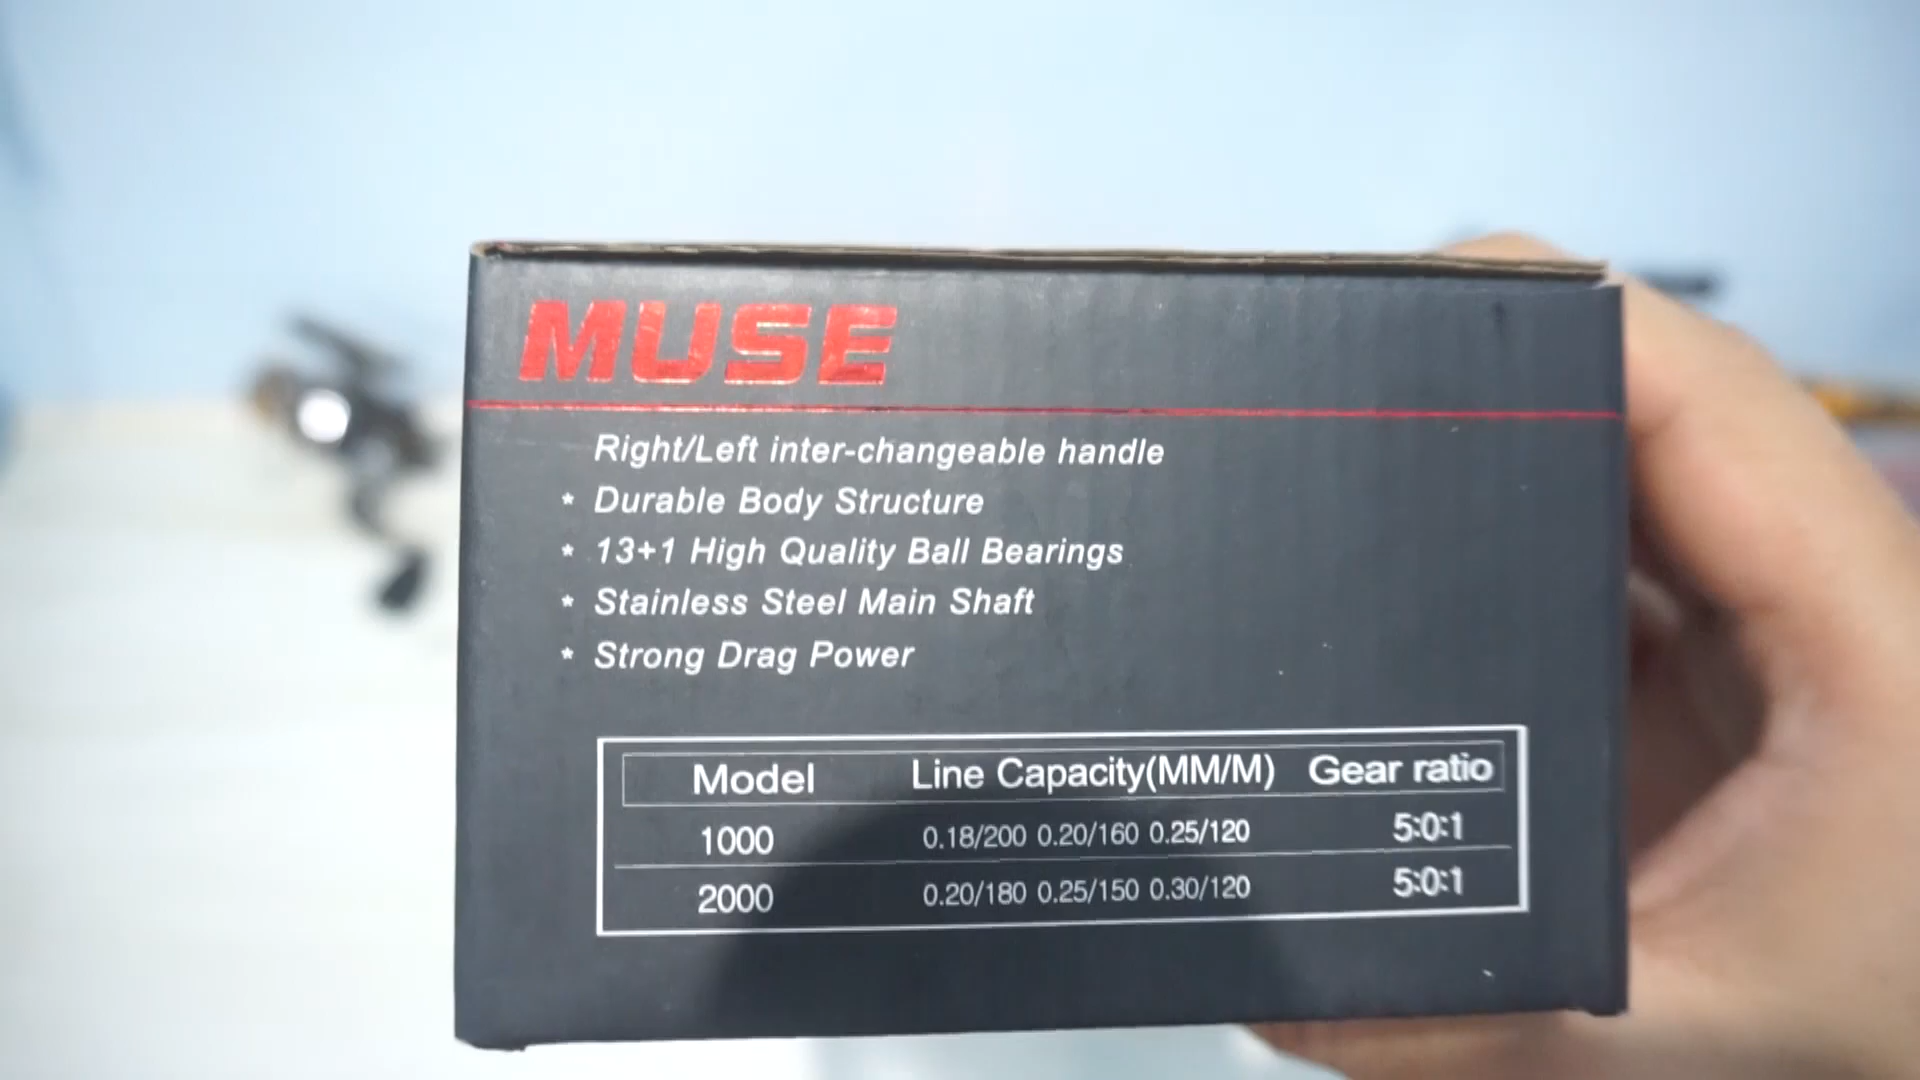 MUSE
Right/Left inter-changeable handle
* Durable Body Structure
* 13+1 High Quality Ball Bearings
* Stainless Steel Main Shaft
* Strong Drag Power
Model Line Capacity(MM/M) Gear ratio
1000 0.18/200 0.20/160 0.25/120 5:0:1
2000 0.20/180 0.25/150 0.30/120 5:0:1